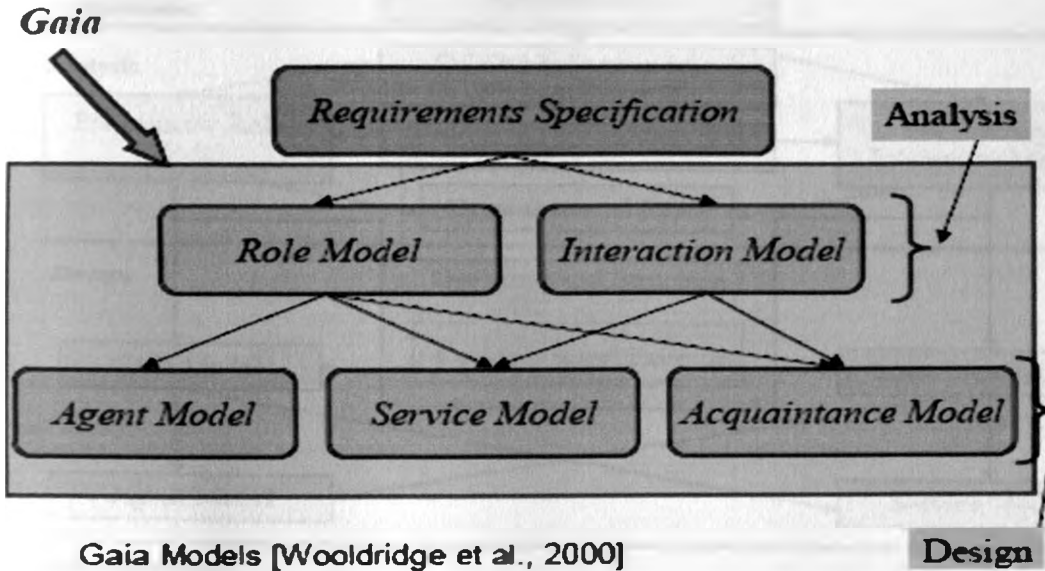 Gaia
Requirements Specification
Analysis
Role Model
Interaction Model
Agent Model
Service Model
Acquaintance Model
Gaia Models [Wooldridge et al., 2000]
Design